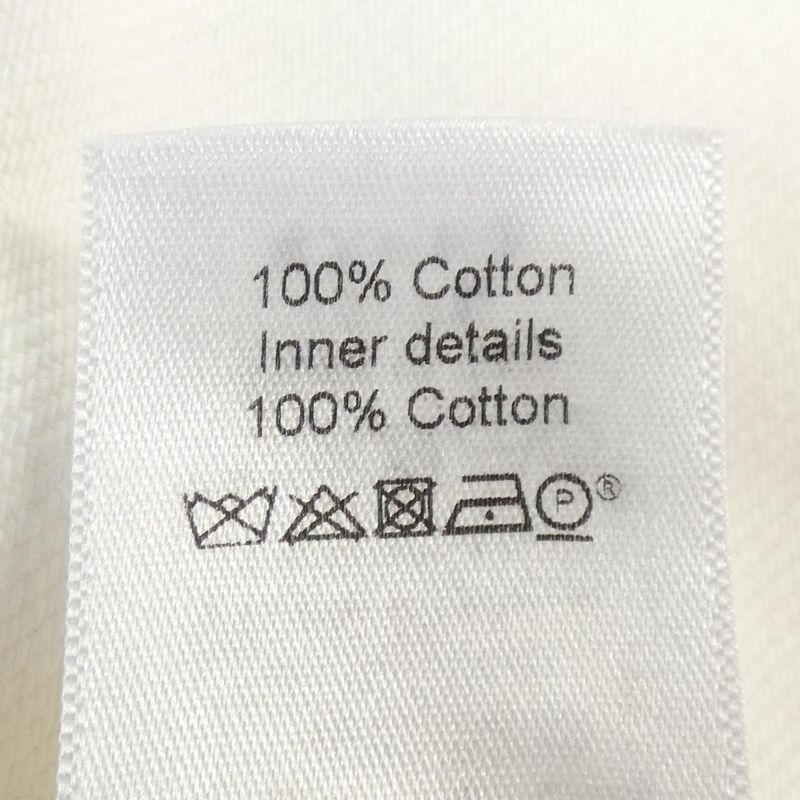 100% Cotton
Inner details
100% Cotton
P ®